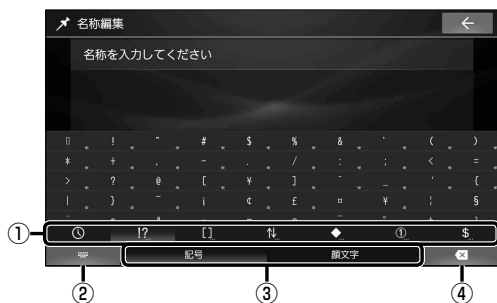 名称編集
名称を入力してください
! " # $ % & ` ( )
* + , - . / : ; < =
> ? @ [ ¥ ] ^ _ ' {
| } ~ ¡ ¢ £ ¤ ¥ ¦ §
① !? [] ⇅ ◆ ① $
記号 顔文字
② ③ ④